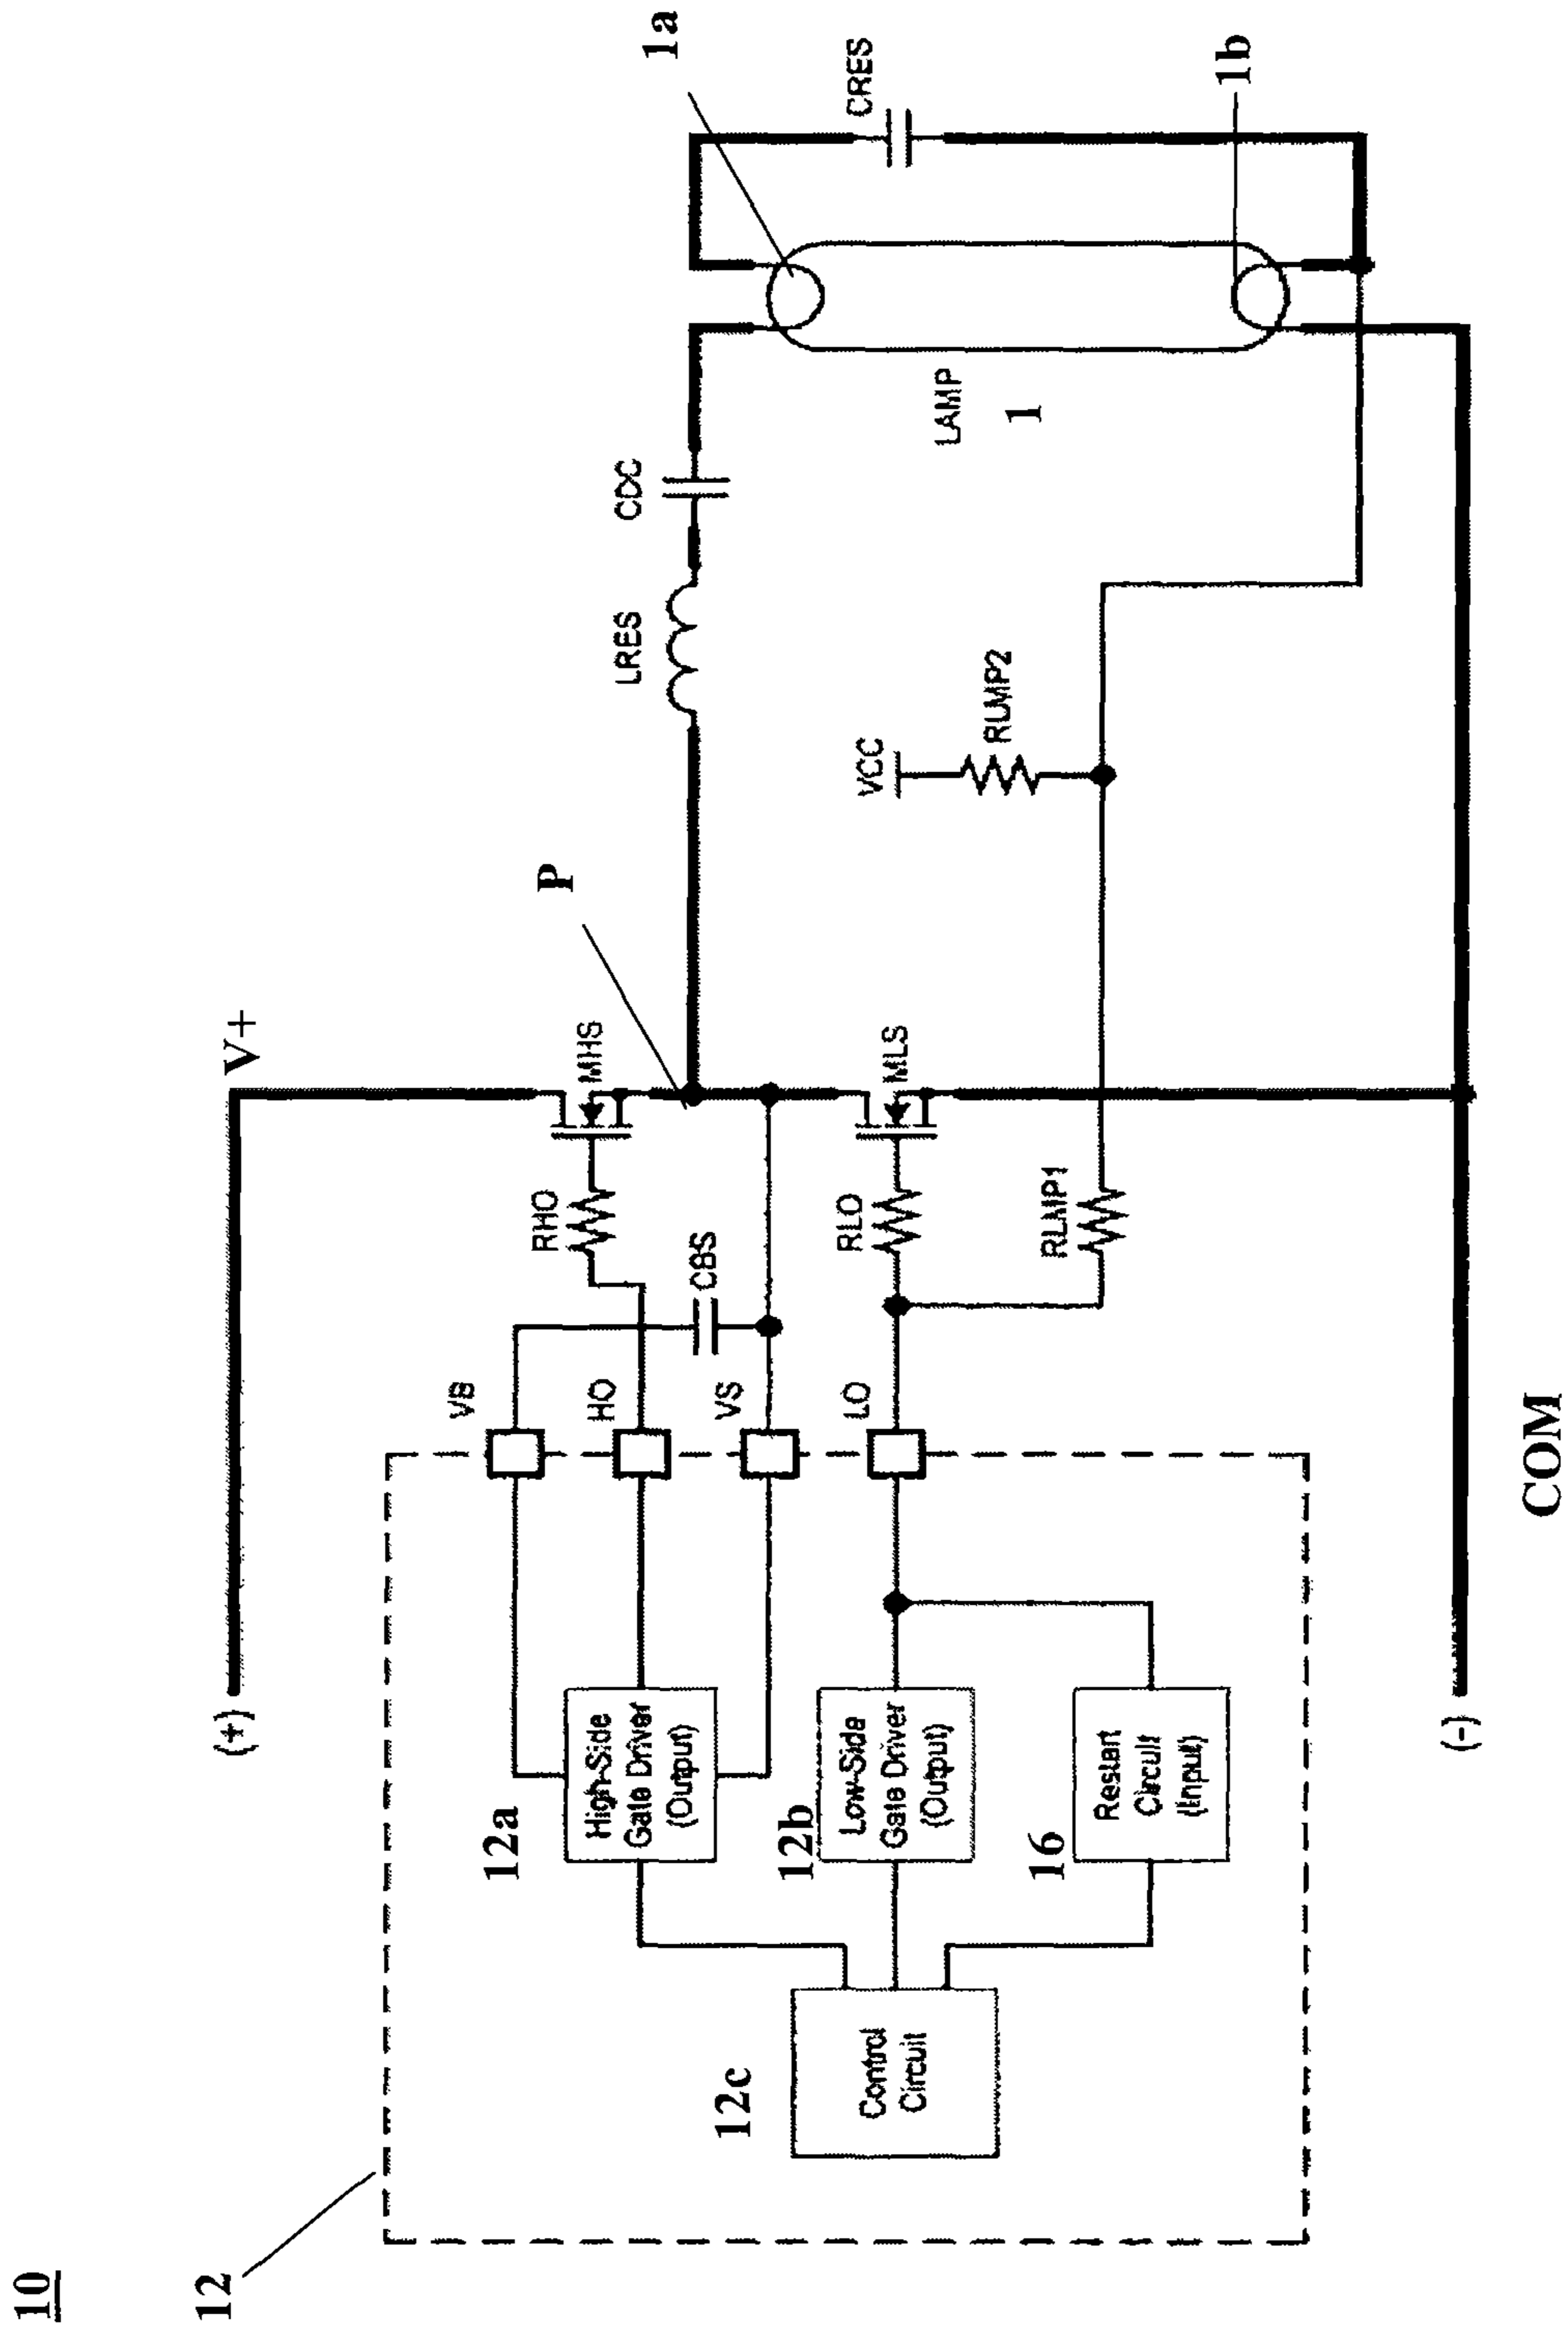 10
12
(+)
V+
P
12a
High-Side
Gate Driver
(Output)
VB
HO
VS
LO
RHO
CBS
MHS
LRES
CDC
1a
CRES
12c
Control
Circuit
12b
Low-Side
Gate Driver
(Output)
RLO
MLS
VCC
RLMP2
LAMP
1
16
Restart
Circuit
(Input)
RLMP1
1b
(-)
COM